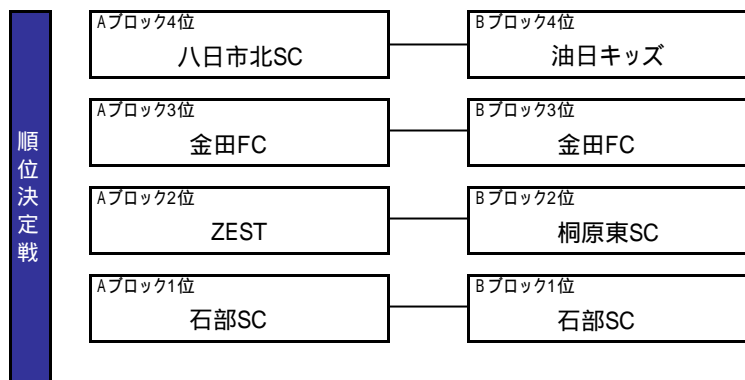 順位決定戦
Aブロック4位
八日市北SC
Bブロック4位
油日キッズ
Aブロック3位
金田FC
Bブロック3位
金田FC
Aブロック2位
ZEST
Bブロック2位
桐原東SC
Aブロック1位
石部SC
Bブロック1位
石部SC